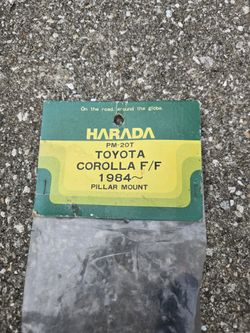 On the road, around the globe.
HARADA
PM-20T
TOYOTA
COROLLA F/F
1984~
PILLAR MOUNT